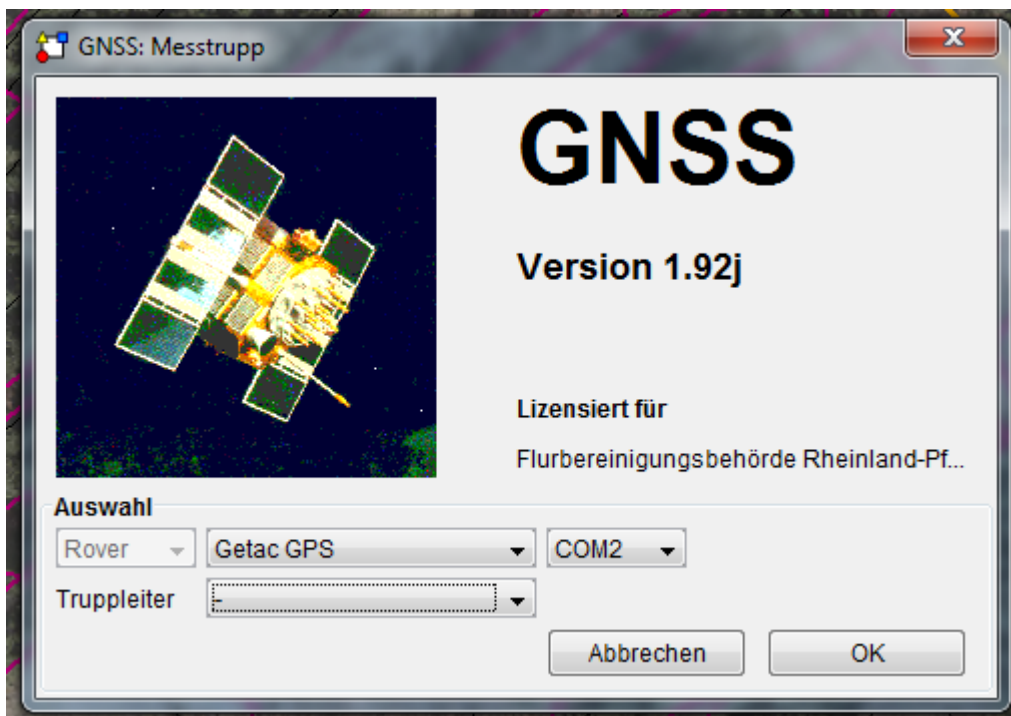 GNSS: Messtrupp
GNSS
Version 1.92j
Lizensiert für
Flurbereinigungsbehörde Rheinland-Pf...
Auswahl
Rover Getac GPS COM2
Truppleiter -
Abbrechen OK